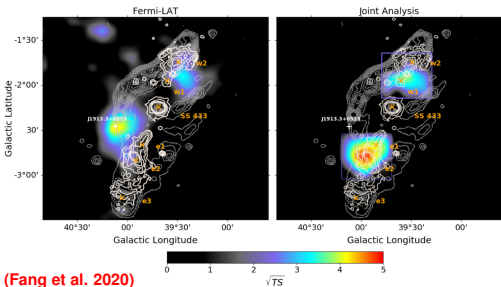 Fermi-LAT
Joint Analysis
Galactic Latitude
-1°30'
-2°00'
30'
-3°00'
w2
w1
SS 433
J1913.3+0515
e1
e2
e3
w2
w1
SS 433
J1913.3+0515
e1
e2
e3
40°30' 40°00' 39°30' 00'
40°30' 40°00' 39°30' 00'
Galactic Longitude
Galactic Longitude
0 1 2 3 4 5
√TS
(Fang et al. 2020)